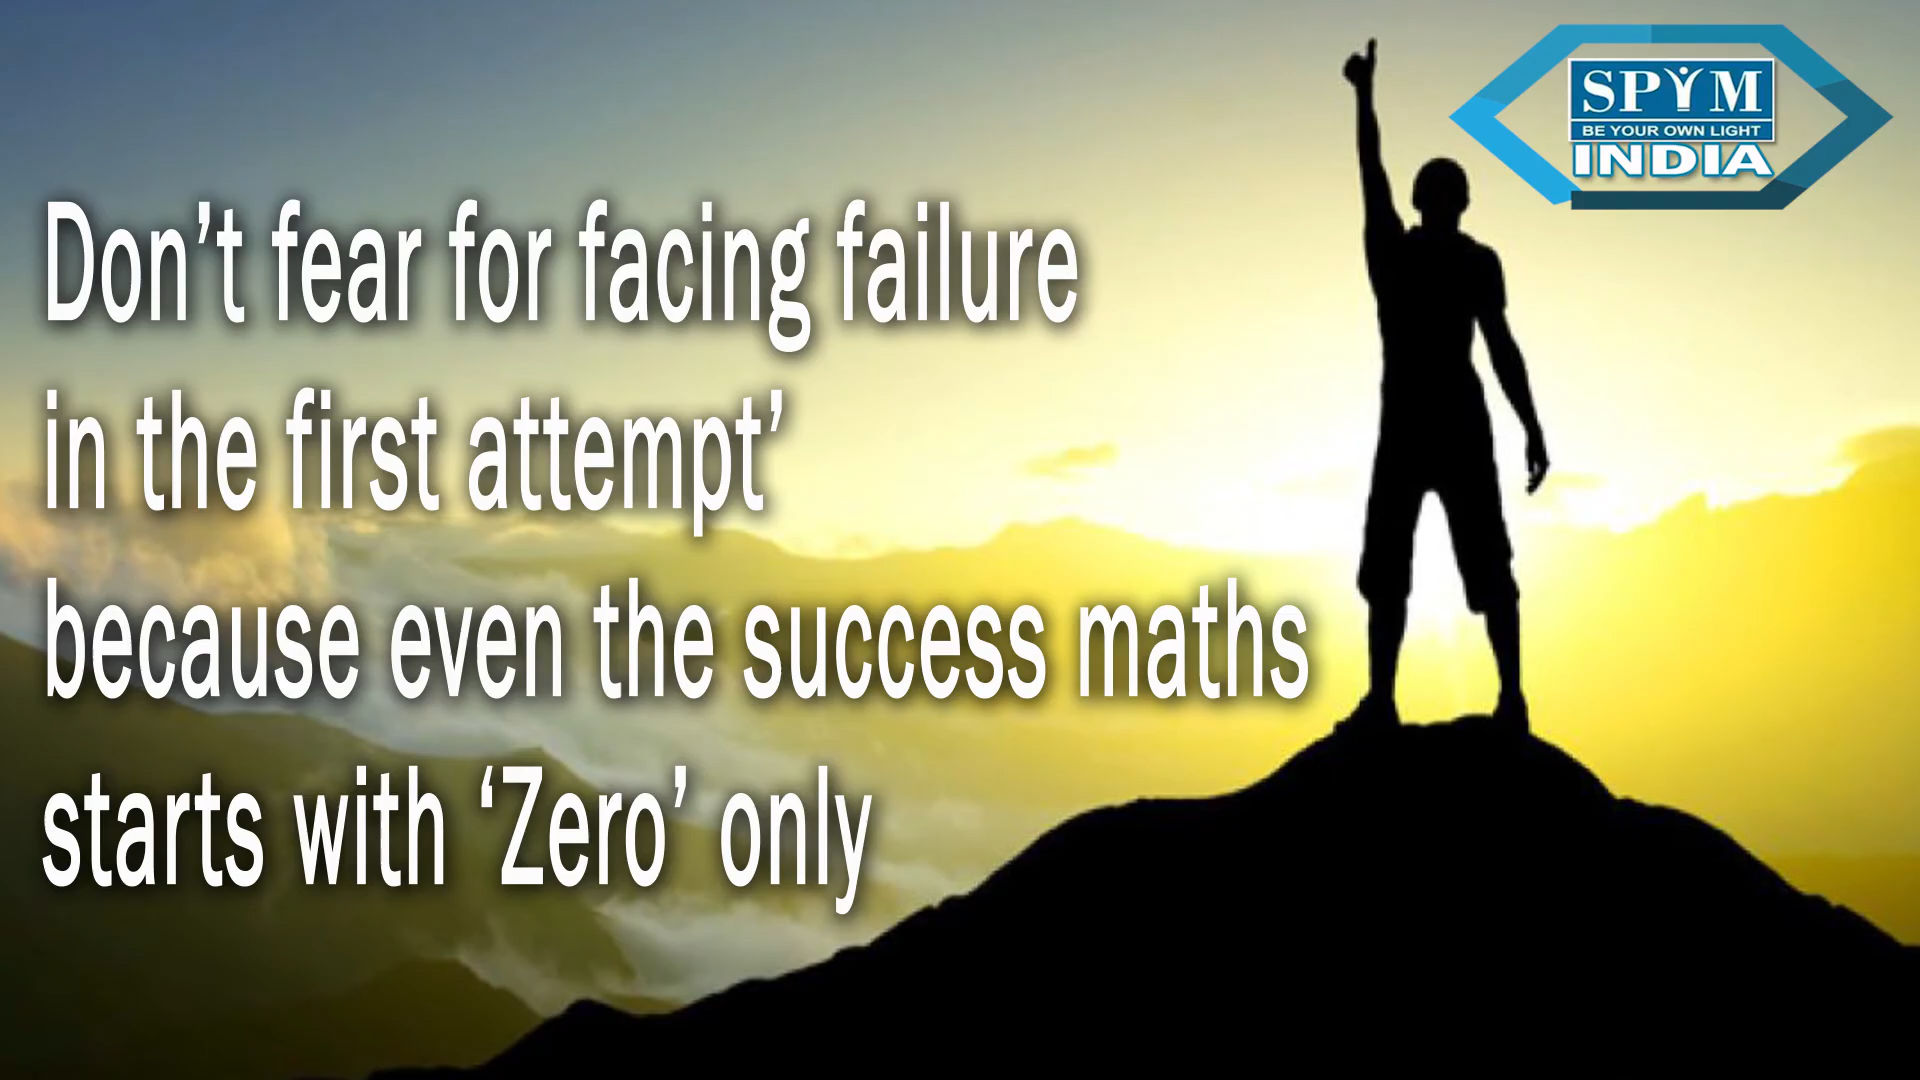 SPYM
BE YOUR OWN LIGHT
INDIA
Don’t fear for facing failure
in the first attempt’
because even the success maths
starts with ‘Zero’ only